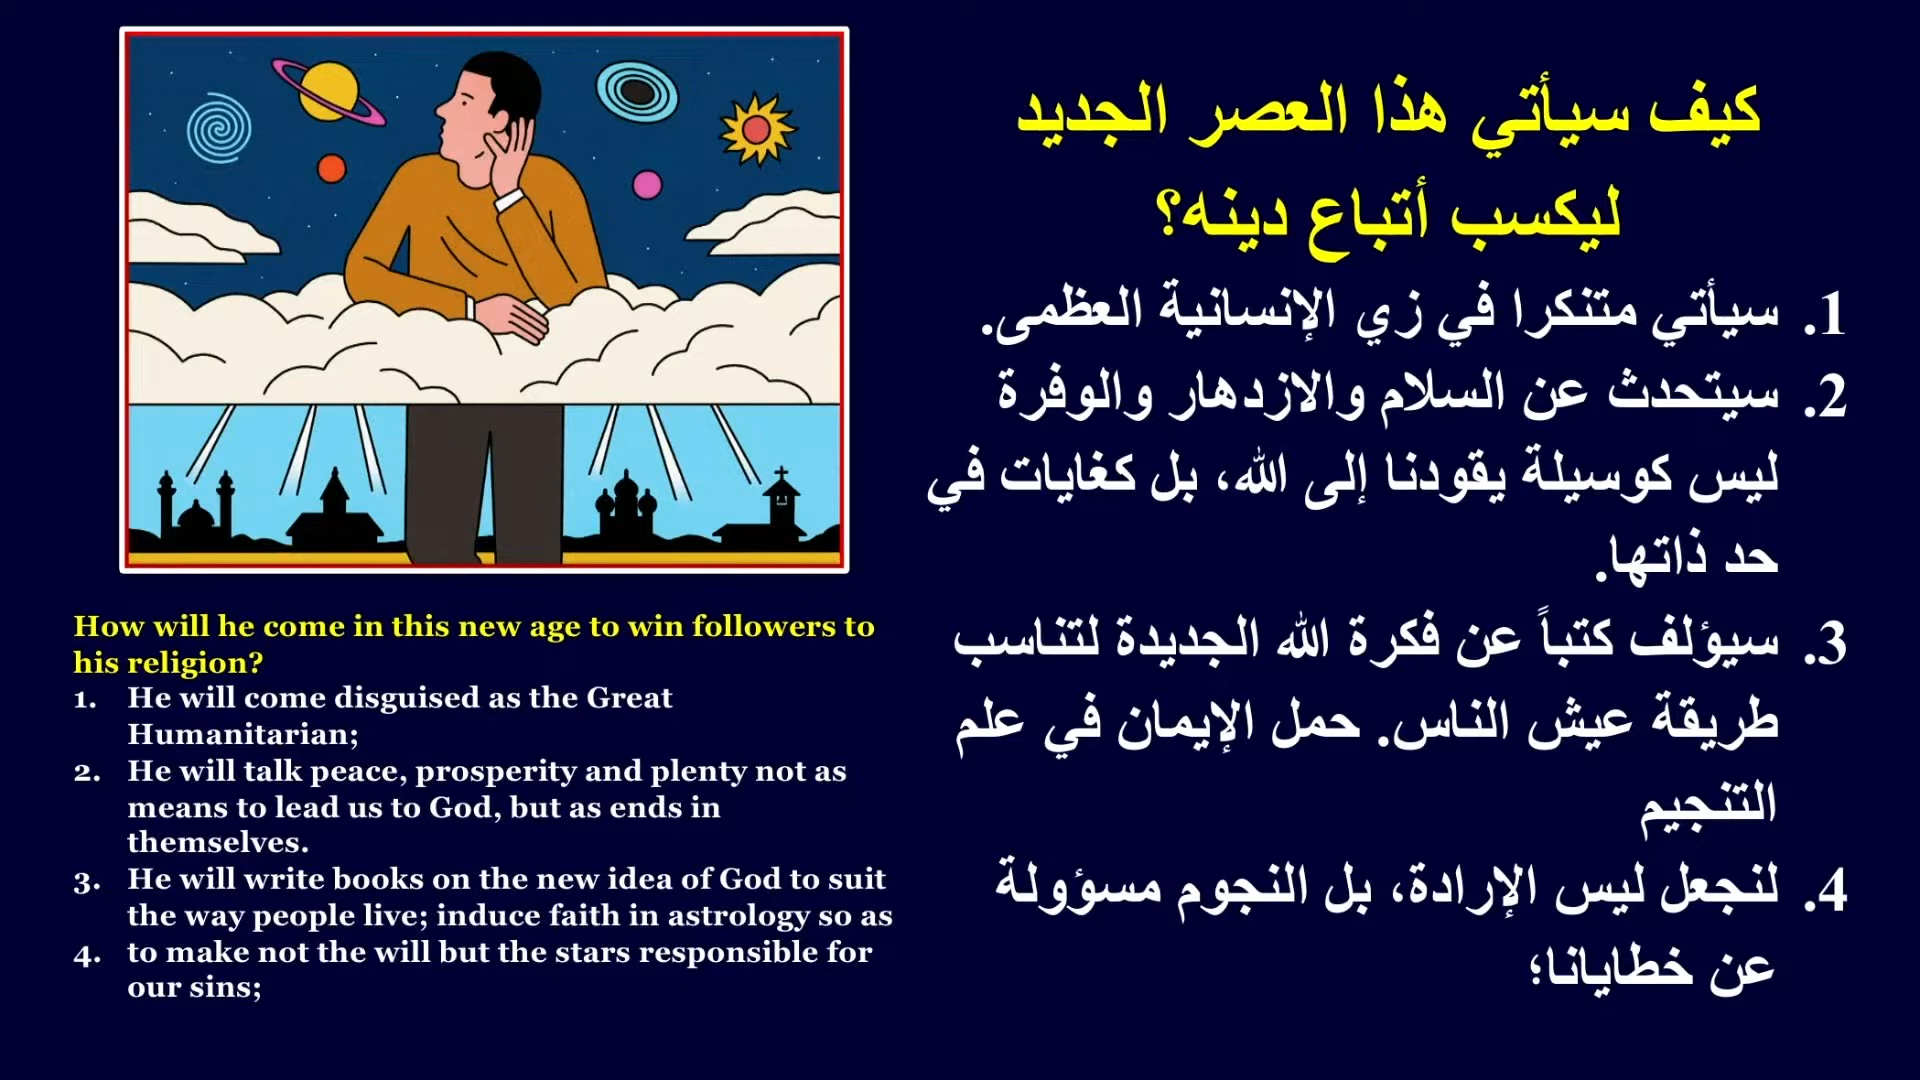 كيف سيأتي هذا العصر الجديد
ليكسب أتباع دينه؟
1. سيأتي متنكرا في زي الإنسانية العظمى.
2. سيتحدث عن السلام والازدهار والوفرة
ليس كوسيلة يقودنا إلى الله، بل كغايات في
حد ذاتها.
3. سيؤلف كتباً عن فكرة الله الجديدة لتناسب
طريقة عيش الناس. حمل الإيمان في علم
التنجيم
4. لنجعل ليس الإرادة، بل النجوم مسؤولة
عن خطايانا؛
How will he come in this new age to win followers to
his religion?
1. He will come disguised as the Great
Humanitarian;
2. He will talk peace, prosperity and plenty not as
means to lead us to God, but as ends in
themselves.
3. He will write books on the new idea of God to suit
the way people live; induce faith in astrology so as
4. to make not the will but the stars responsible for
our sins;